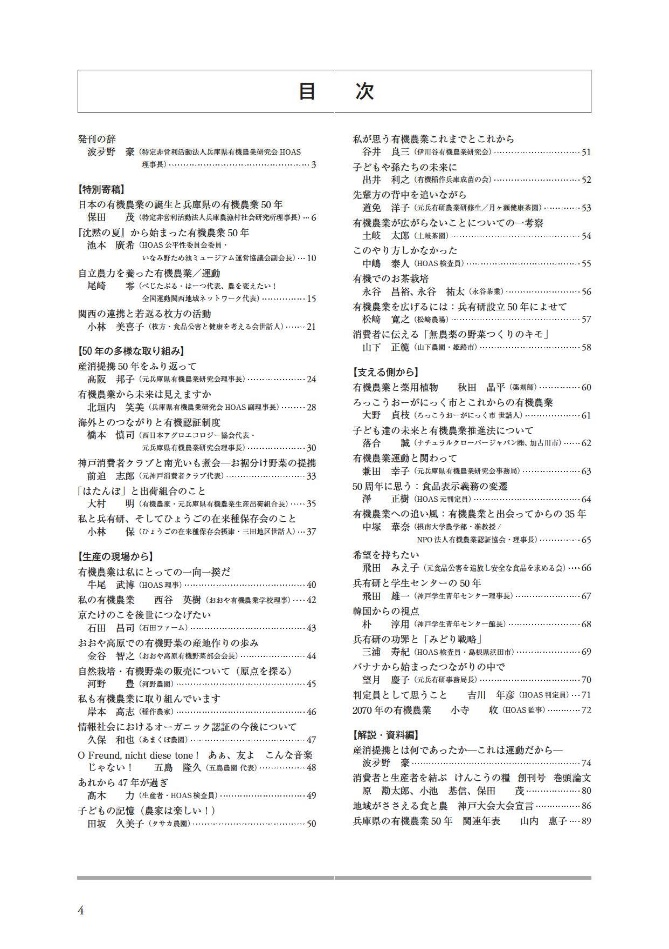 目　次
発刊の辞
波夛野　豪（特定非営利活動法人兵庫県有機農業研究会 HOAS
理事長）…………3
【特別寄稿】
日本の有機農業の誕生と兵庫県の有機農業 50 年
保田　茂（特定非営利活動法人兵庫農漁村社会研究所理事長）…6
『沈黙の夏』から始まった有機農業 50 年
池本　廣希（HOAS 公平性委員会委員・
いなみ野ため池ミュージアム運営協議会副会長）…10
自立農力を養った有機農業／運動
尾崎　零（べじたぶる・はーつ代表、農を変えたい！
全国運動関西地域ネットワーク代表）…………15
関西の連携と若返る枚方の活動
小林　美喜子（枚方・食品公害と健康を考える会世話人）……21
【50 年の多様な取り組み】
産消提携 50 年をふり返って
高阪　邦子（元兵庫県有機農業研究会理事長）…………24
有機農業から未来は見えますか
北垣内　笑美（兵庫県有機農業研究会 HOAS 副理事長）……28
海外とのつながりと有機認証制度
橋本　慎司（西日本アグロエコロジー協会代表・
元兵庫県有機農業研究会理事長）…………30
神戸消費者クラブと南光いも煮会―お裾分け野菜の提携
前迫　志郎（元神戸消費者クラブ代表）…………33
「はたんぼ」と出荷組合のこと
大村　明（有機農産・元兵庫県有機農業生産出荷組合長）……35
私と兵有研、そしてひょうごの在来種保存会のこと
小林　保（ひょうごの在来種保存会摂津・三田地区世話人）…37
【生産の現場から】
有機農業は私にとっての一向一揆だ
牛尾　武博（HOAS 理事）…………40
私の有機農業　西谷　英樹（おおや有機農業学校理事）……42
京たけのこを後世につなげたい
石田　昌司（石田ファーム）…………43
おおや高原での有機野菜の産地作りの歩み
金谷　智之（おおや高原有機野菜部会会長）…………44
自然栽培・有機野菜の販売について（原点を探る）
河野　豊（河野農園）…………45
私も有機農業に取り組んでいます
岸本　高志（稲作農家）…………46
情報社会におけるオーガニック認証の今後について
久保　和也（あまくぼ農園）…………47
O Freund, nicht diese tone！ あぁ、友よ　こんな音楽
じゃない！　五島　隆久（五島農園 代表）…………48
あれから 47 年が過ぎ
髙木　力（生産者・HOAS 検査員）…………49
子どもの記憶（農家は楽しい！）
田坂　久美子（タサカ農園）…………50
私が思う有機農業これまでとこれから
谷井　良三（伊川谷有機農業研究会）…………51
子どもや孫たちの未来に
出井　利之（有機稲作兵庫成苗の会）…………52
先輩方の背中を追いながら
道免　洋子（元兵有研農業研修生／月ヶ瀬健康茶園）…………53
有機農業が広がらないことについての一考察
土岐　太郎（土岐茶園）…………54
このやり方しかなかった
中嶋　泰人（HOAS 検査員）…………55
有機でのお茶栽培
永谷　昌裕、永谷　祐太（永谷茶業）…………56
有機農業を広げるには：兵有研設立 50 年によせて
松﨑　寛之（松﨑農場）…………57
消費者に伝える「無農薬の野菜つくりのキモ」
山下　正範（山下農園・姫路市）…………58
【支える側から】
有機農業と薬用植物　秋田　晶平（薬剤師）…………60
ろっこうおーがにっく市とこれからの有機農業
大野　貞枝（ろっこうおーがにっく市 世話人）…………61
子ども達の未来と有機農業推進法について
落合　誠（ナチュラルクローバージャパン㈱、加古川市）……62
有機農業運動と関わって
兼田　幸子（元兵庫県有機農業研究会事務局）…………63
50 周年に思う：食品表示義務の変遷
澤　正樹（HOAS 元判定員）…………64
有機農業への追い風：有機農業と出会ってからの 35 年
中塚　華奈（摂南大学農学部・准教授／
NPO 法人有機農業認証協会・理事長）…………65
希望を持ちたい
飛田　みえ子（元食品公害を追放し安全な食品を求める会）……66
兵有研と学生センターの 50 年
飛田　雄一（神戸学生青年センター理事長）…………67
韓国からの視点
朴　淳用（神戸学生青年センター館長）…………68
兵有研の功罪と「みどり戦略」
三浦　寿紀（HOAS 検査員・島根県浜田市）…………69
バナナから始まったつながりの中で
望月　慶子（元兵有研事務局長）…………70
判定員として思うこと　吉川　年彦（HOAS 判定員）…71
2070 年の有機農業　小寺　收（HOAS 監事）…………72
【解説・資料編】
産消提携とは何であったか―これは運動だから―
波夛野　豪…………74
消費者と生産者を結ぶ　けんこうの糧　創刊号　巻頭論文
原　勘太郎、小池　基信、保田　茂…………80
地域がささえる食と農　神戸大会大会宣言…………86
兵庫県の有機農業 50 年　関連年表　山内　惠子……89
4